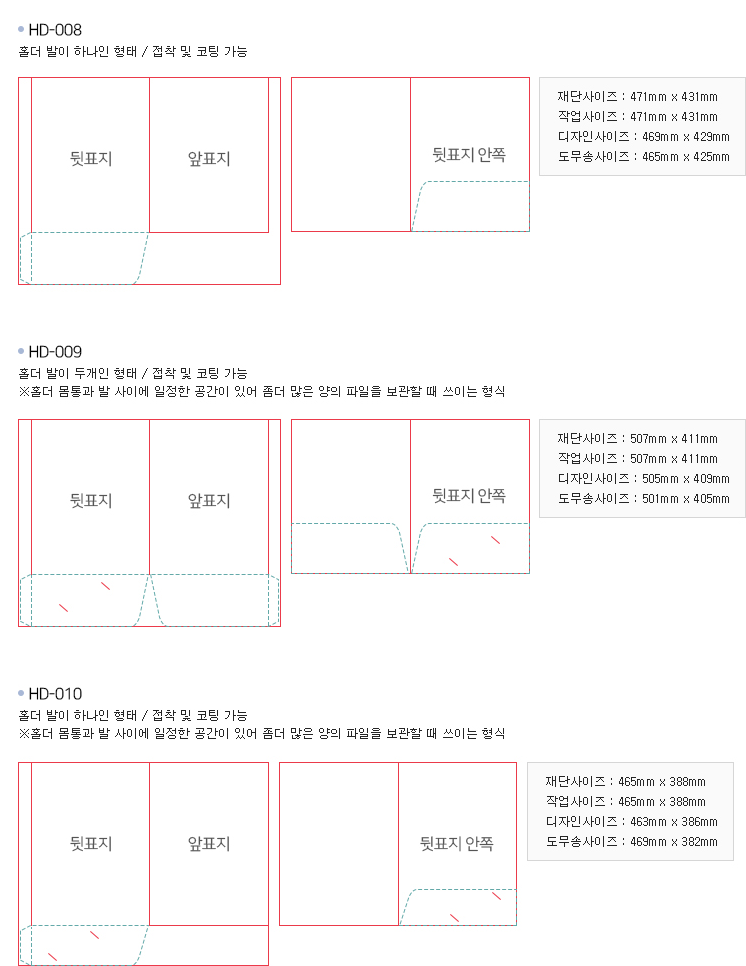 HD-008
홀더 발이 하나인 형태 / 접착 및 코팅 가능
뒷표지
앞표지
뒷표지 안쪽
재단사이즈 : 471mm x 431mm
작업사이즈 : 471mm x 431mm
디자인사이즈 : 469mm x 429mm
도무송사이즈 : 465mm x 425mm
HD-009
홀더 발이 두개인 형태 / 접착 및 코팅 가능
※홀더 몸통과 발 사이에 일정한 공간이 있어 좀더 많은 양의 파일을 보관할 때 쓰이는 형식
뒷표지
앞표지
뒷표지 안쪽
재단사이즈 : 507mm x 411mm
작업사이즈 : 507mm x 411mm
디자인사이즈 : 505mm x 409mm
도무송사이즈 : 501mm x 405mm
HD-010
홀더 발이 하나인 형태 / 접착 및 코팅 가능
※홀더 몸통과 발 사이에 일정한 공간이 있어 좀더 많은 양의 파일을 보관할 때 쓰이는 형식
뒷표지
앞표지
뒷표지 안쪽
재단사이즈 : 465mm x 388mm
작업사이즈 : 465mm x 388mm
디자인사이즈 : 463mm x 386mm
도무송사이즈 : 469mm x 382mm